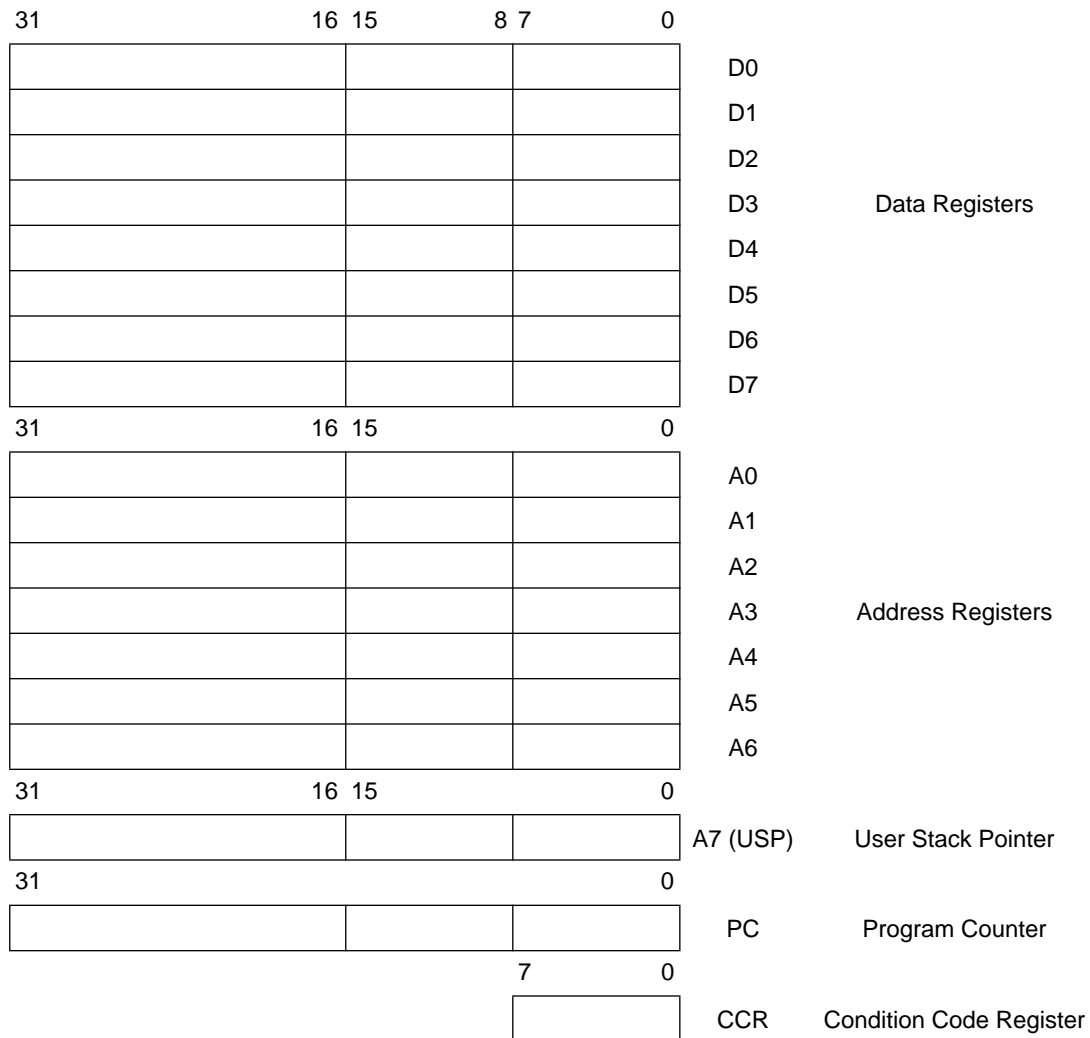 31 16 15 8 7 0
D0
D1
D2
D3 Data Registers
D4
D5
D6
D7
31 16 15 0
A0
A1
A2
A3 Address Registers
A4
A5
A6
31 16 15 0
A7 (USP) User Stack Pointer
31 0
PC Program Counter
7 0
CCR Condition Code Register